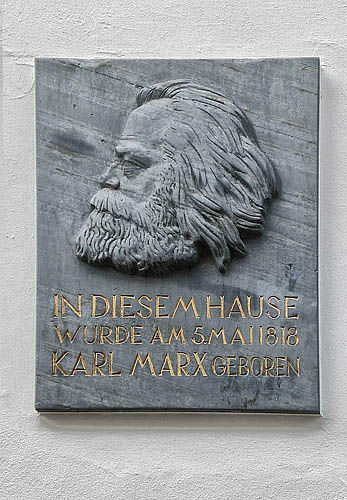 IN DIESEM HAUSE
WURDE AM 5.MAI 1818
KARL MARX GEBOREN